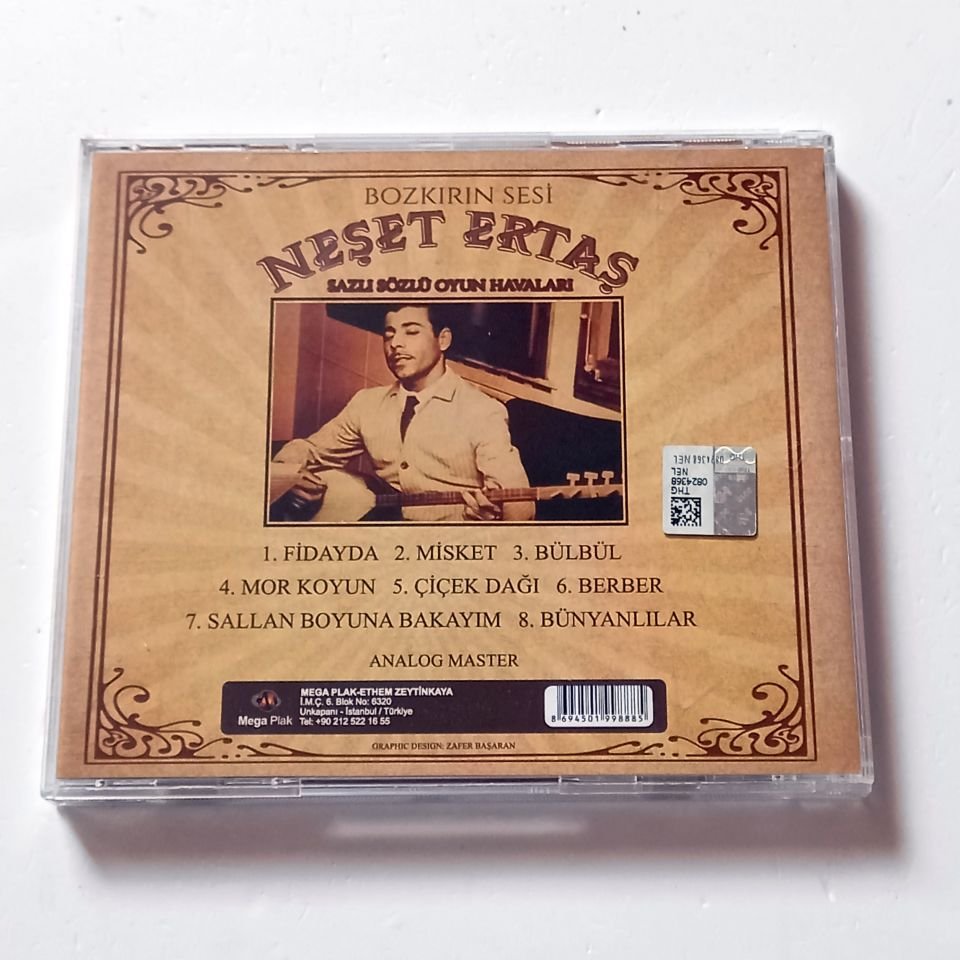 BOZKIRIN SESİ
NEŞET ERTAŞ
SAZLI SÖZLÜ OYUN HAVALARI
THG 0824368 NEL
THG
0824368
NEL
1. FİDAYDA 2. MİSKET 3. BÜLBÜL
4. MOR KOYUN 5. ÇİÇEK DAĞI 6. BERBER
7. SALLAN BOYUNA BAKAYIM 8. BÜNYANLILAR
ANALOG MASTER
Mega Plak
MEGA PLAK-ETHEM ZEYTİNKAYA
İ.M.Ç. 6. Blok No: 6320
Unkapanı - İstanbul / Türkiye
Tel: +90 212 522 16 55
8 694501 998885
GRAPHIC DESIGN: ZAFER BAŞARAN